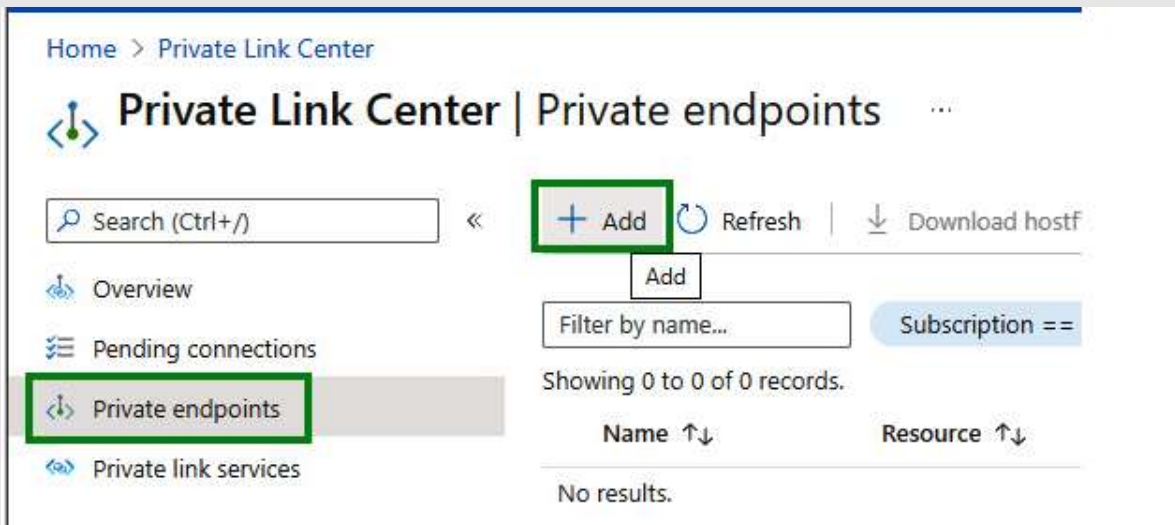 Home > Private Link Center
Private Link Center | Private endpoints ...
Search (Ctrl+/) «
+ Add Refresh Download hostf
Add
Overview
Pending connections
Private endpoints
Private link services
Filter by name... Subscription ==
Showing 0 to 0 of 0 records.
Name ↑↓ Resource ↑↓
No results.